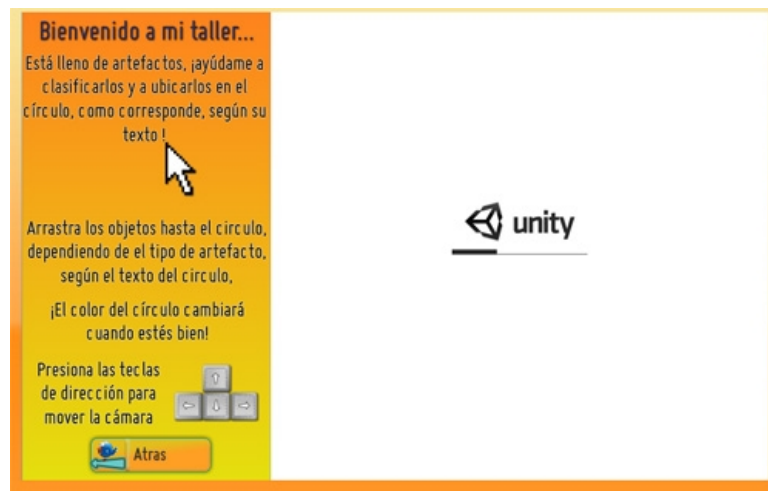 Bienvenido a mi taller...
Está lleno de artefactos, ¡ayúdame a
clasificarlos y a ubicarlos en el
círculo, como corresponde, según su
texto !
Arrastra los objetos hasta el circulo,
dependiendo de el tipo de artefacto,
según el texto del circulo,
¡El color del círculo cambiará
cuando estés bien!
Presiona las teclas
de dirección para
mover la cámara
Atras
unity